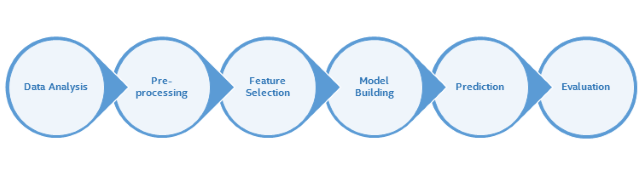 Data Analysis
Pre-
processing
Feature
Selection
Model
Building
Prediction
Evaluation